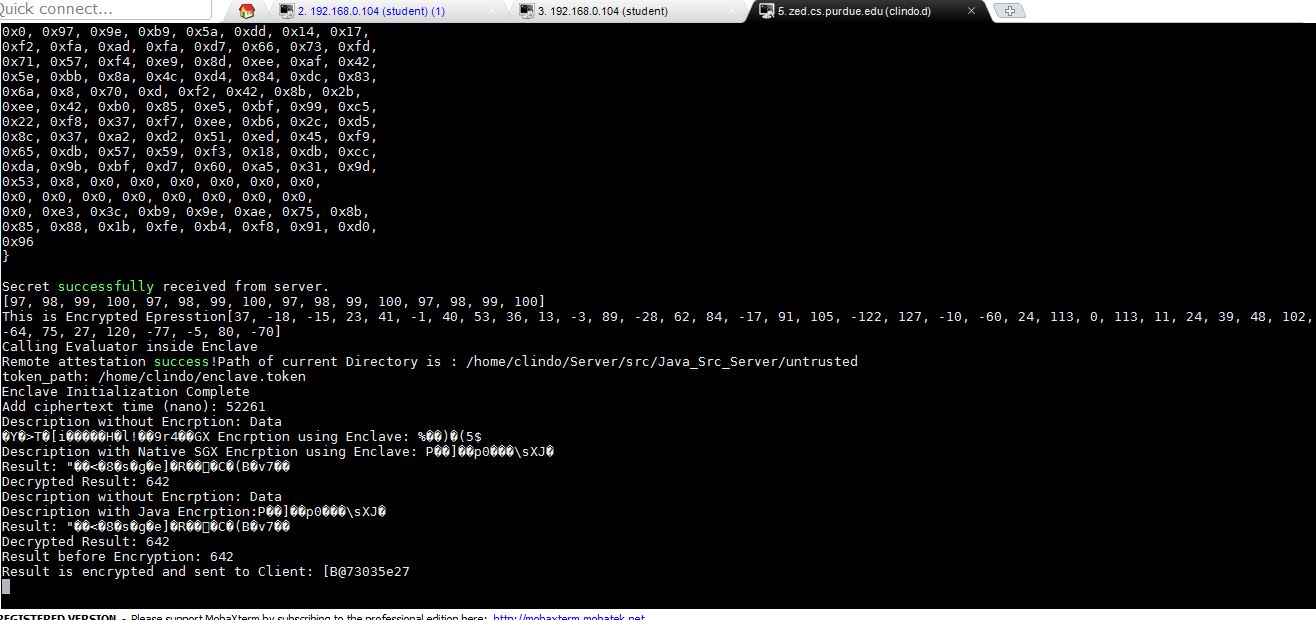 Quick connect...
2. 192.168.0.104 (student) (1)
3. 192.168.0.104 (student)
5. zed.cs.purdue.edu (clindo.d)
0x0, 0x97, 0x9e, 0xb9, 0x5a, 0xdd, 0x14, 0x17,
0xf2, 0xfa, 0xad, 0xfa, 0xd7, 0x66, 0x73, 0xfd,
0x71, 0x57, 0xf4, 0xe9, 0x8d, 0xee, 0xaf, 0x42,
0x5e, 0xbb, 0x8a, 0x4c, 0xd4, 0x84, 0xdc, 0x83,
0x6a, 0x8, 0x70, 0xd, 0xf2, 0x42, 0x8b, 0x2b,
0xee, 0x42, 0xb0, 0x85, 0xe5, 0xbf, 0x99, 0xc5,
0x22, 0xf8, 0x37, 0xf7, 0xee, 0xb6, 0x2c, 0xd5,
0x8c, 0x37, 0xa2, 0xd2, 0x51, 0xed, 0x45, 0xf9,
0x65, 0xdb, 0x57, 0x59, 0xf3, 0x18, 0xdb, 0xcc,
0xda, 0x9b, 0xbf, 0xd7, 0x60, 0xa5, 0x31, 0x9d,
0x53, 0x8, 0x0, 0x0, 0x0, 0x0, 0x0, 0x0,
0x0, 0x0, 0x0, 0x0, 0x0, 0x0, 0x0, 0x0,
0x0, 0xe3, 0x3c, 0xb9, 0x9e, 0xae, 0x75, 0x8b,
0x85, 0x88, 0x1b, 0xfe, 0xb4, 0xf8, 0x91, 0xd0,
0x96
}
Secret successfully received from server.
[97, 98, 99, 100, 97, 98, 99, 100, 97, 98, 99, 100, 97, 98, 99, 100]
This is Encrypted Epresstion[37, -18, -15, 23, 41, -1, 40, 53, 36, 13, -3, 89, -28, 62, 84, -17, 91, 105, -122, 127, -10, -60, 24, 113, 0, 113, 11, 24, 39, 48, 102,
-64, 75, 27, 120, -77, -5, 80, -70]
Calling Evaluator inside Enclave
Remote attestation success!Path of current Directory is : /home/clindo/Server/src/Java_Src_Server/untrusted
token_path: /home/clindo/enclave.token
Enclave Initialization Complete
Add ciphertext time (nano): 52261
Description without Encrption: Data
�Y�>T�[i�����H�l!��9r4��GX Encrption using Enclave: %��)�(5$
Description with Native SGX Encrption using Enclave: P��]��p0���\sXJ�
Result: "��<�8�s�g�e]�R��▯�C�(B�v7��
Decrypted Result: 642
Description without Encrption: Data
Description with Java Encrption:P��]��p0���\sXJ�
Result: "��<�8�s�g�e]�R��▯�C�(B�v7��
Decrypted Result: 642
Result before Encryption: 642
Result is encrypted and sent to Client: [B@73035e27
REGISTERED VERSION - Please support MobaXterm by subscribing to the professional edition here: http://mobaxterm.mobatek.net